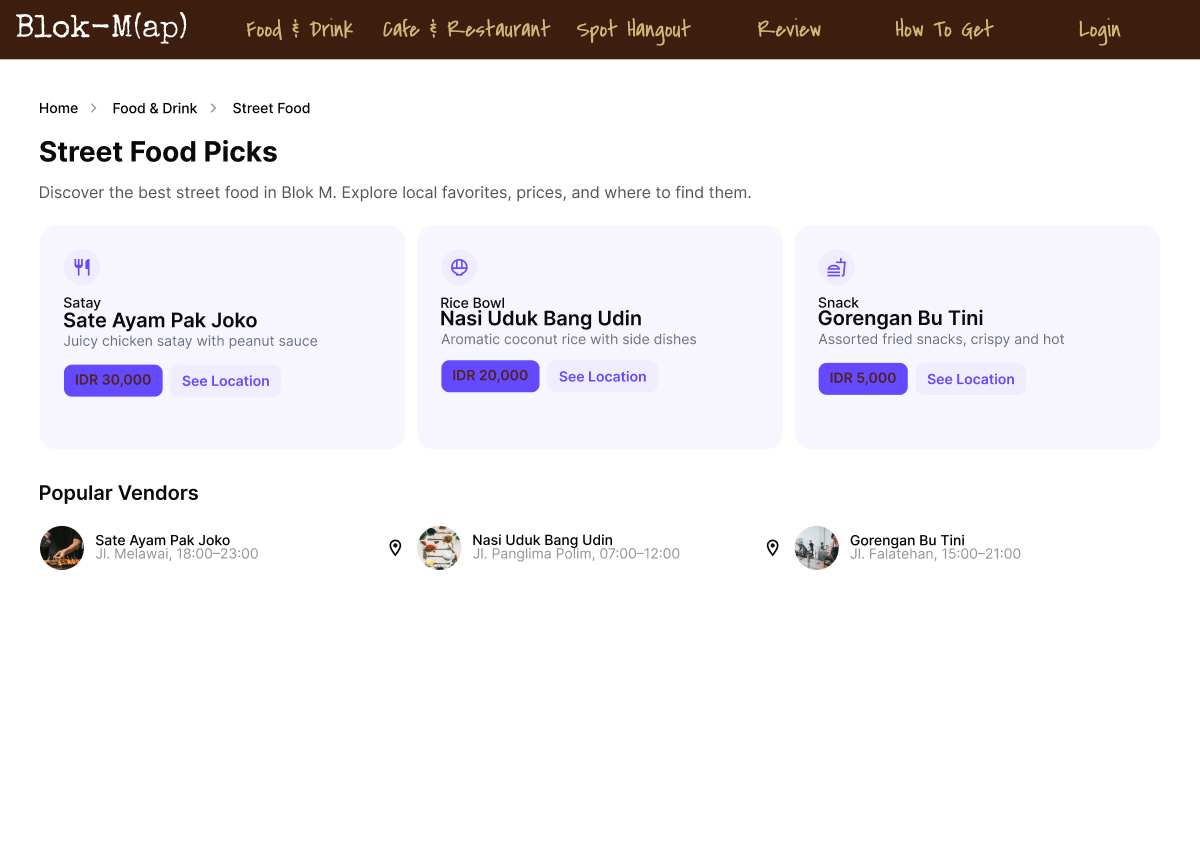 Blok-M(ap) Food & Drink Cafe & Restaurant Spot Hangout Review How To Get Login
Home > Food & Drink > Street Food
Street Food Picks
Discover the best street food in Blok M. Explore local favorites, prices, and where to find them.
Satay
Sate Ayam Pak Joko
Juicy chicken satay with peanut sauce
IDR 30,000 See Location
Rice Bowl
Nasi Uduk Bang Udin
Aromatic coconut rice with side dishes
IDR 20,000 See Location
Snack
Gorengan Bu Tini
Assorted fried snacks, crispy and hot
IDR 5,000 See Location
Popular Vendors
Sate Ayam Pak Joko
Jl. Melawai, 18:00–23:00
Nasi Uduk Bang Udin
Jl. Panglima Polim, 07:00–12:00
Gorengan Bu Tini
Jl. Falatehan, 15:00–21:00